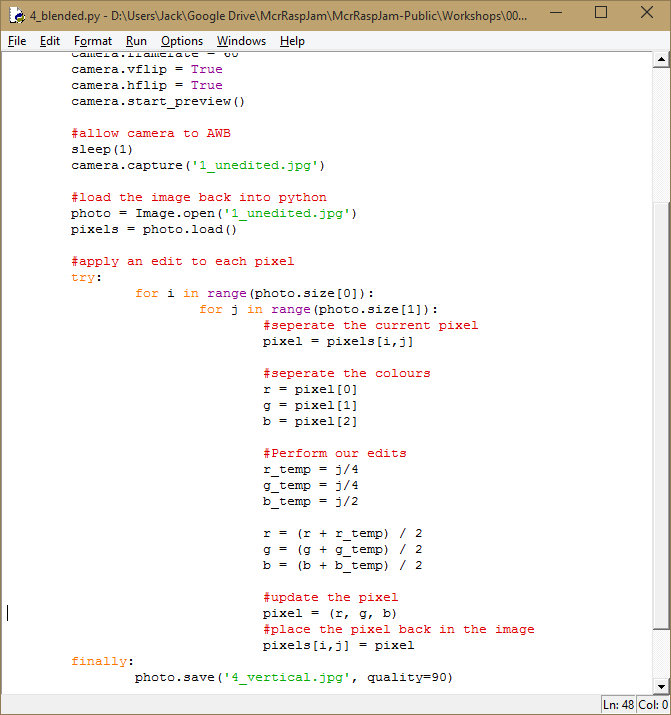 4_blended.py - D:\Users\Jack\Google Drive\McrRaspJam\McrRaspJam-Public\Workshops\00...
File Edit Format Run Options Windows Help
camera.framerate = 60
camera.vflip = True
camera.hflip = True
camera.start_preview()
#allow camera to AWB
sleep(1)
camera.capture('1_unedited.jpg')
#load the image back into python
photo = Image.open('1_unedited.jpg')
pixels = photo.load()
#apply an edit to each pixel
try:
for i in range(photo.size[0]):
for j in range(photo.size[1]):
#seperate the current pixel
pixel = pixels[i,j]
#seperate the colours
r = pixel[0]
g = pixel[1]
b = pixel[2]
#Perform our edits
r_temp = j/4
g_temp = j/4
b_temp = j/2
r = (r + r_temp) / 2
g = (g + g_temp) / 2
b = (b + b_temp) / 2
#update the pixel
pixel = (r, g, b)
#place the pixel back in the image
pixels[i,j] = pixel
finally:
photo.save('4_vertical.jpg', quality=90)
Ln: 48 Col: 0